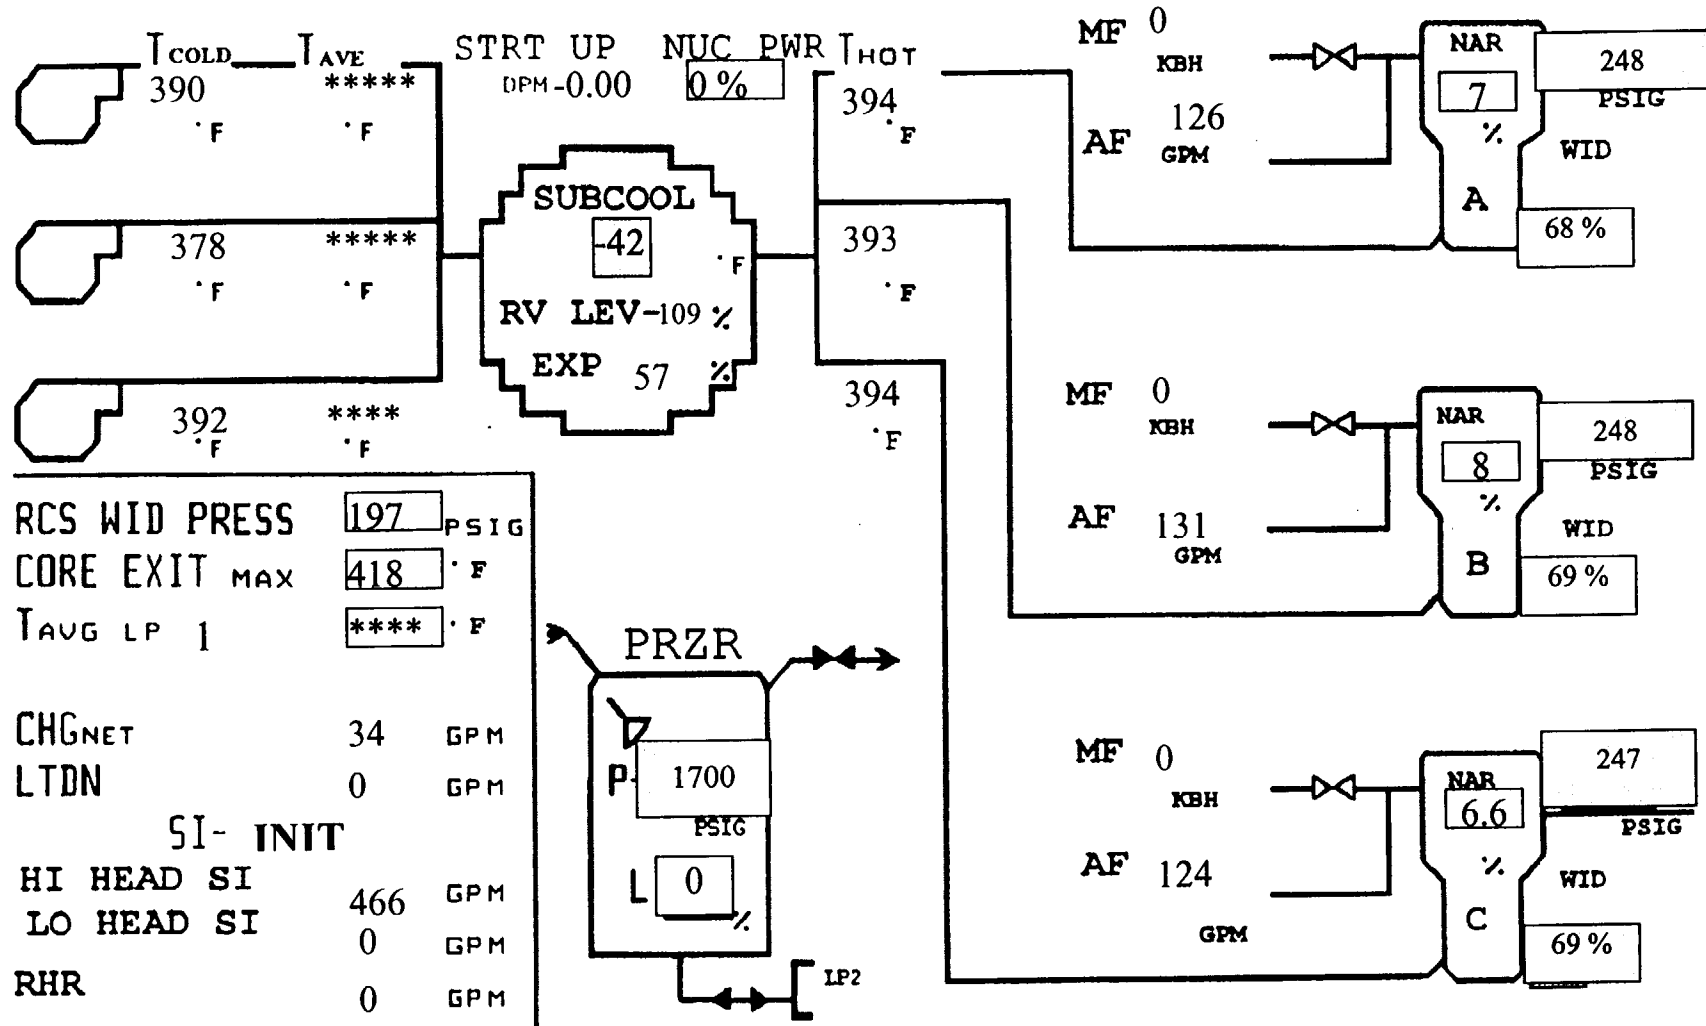 TCOLD TAVE STRT UP NUC PWR THOT
390 ***** DPM -0.00 0 % 394
°F °F °F
MF 0 KBH
AF 126 GPM
NAR 7 % 248 PSIG
WID 68 %
A
378 ***** 393
°F °F °F
SUBCOOL
-42 °F
RV LEV-109 %
EXP 57 %
392 **** 394
°F °F °F
MF 0 KBH
AF 131 GPM
NAR 8 % 248 PSIG
WID 69 %
B
RCS WID PRESS 197 PSIG
CORE EXIT MAX 418 °F
TAVG LP 1 **** °F
CHGNET 34 GPM
LTDN 0 GPM
SI- INIT
HI HEAD SI 466 GPM
LO HEAD SI 0 GPM
RHR 0 GPM
PRZR
P 1700
PSIG
L 0 %
LP2
MF 0 KBH
AF 124 GPM
NAR 6.6 % 247 PSIG
WID 69 %
C